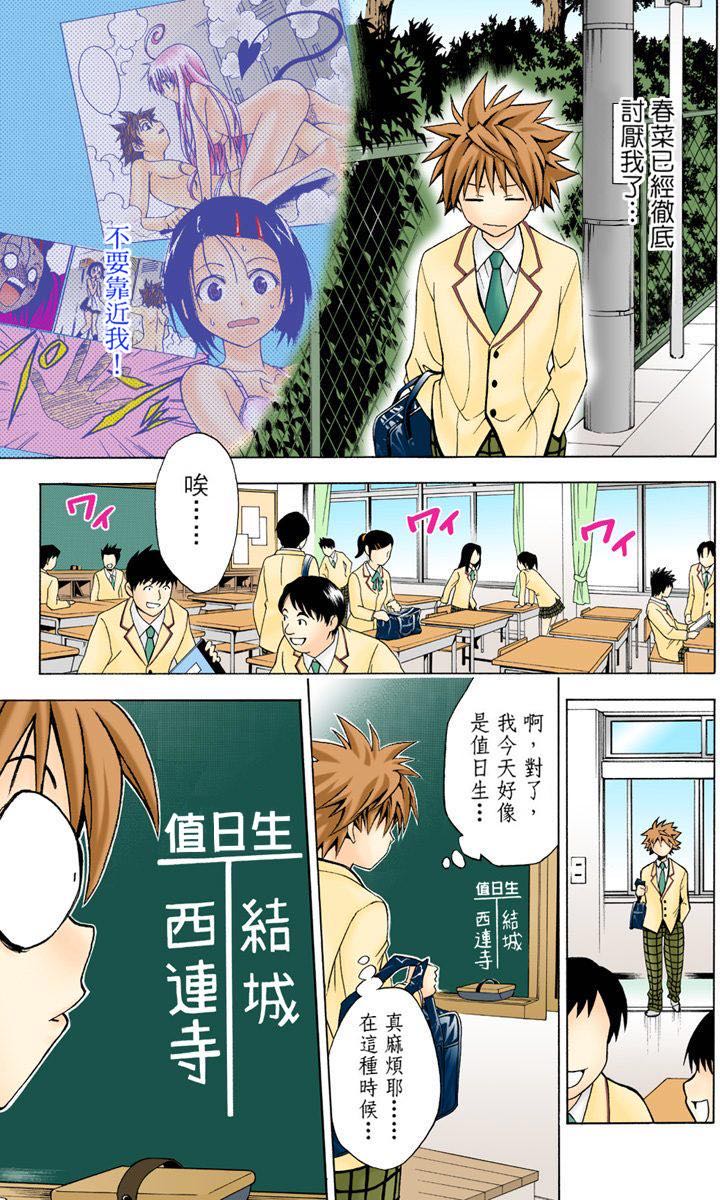 春菜已經徹底
討厭我了…
不要靠近我！
唉……
ワイ
ワイ
ワイ
啊，對了，
我今天好像
是值日生…
值日生
結城
西連寺
真麻煩耶……
在這種時候…
值日生
結城
西連寺